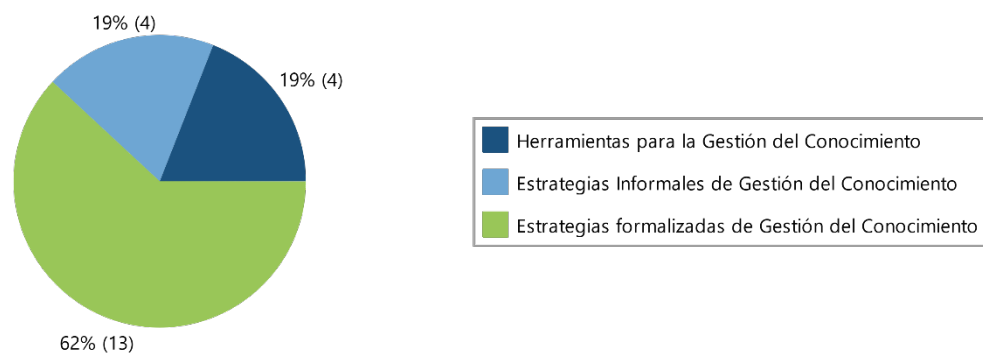 19% (4)
19% (4)
62% (13)
Herramientas para la Gestión del Conocimiento
Estrategias Informales de Gestión del Conocimiento
Estrategias formalizadas de Gestión del Conocimiento